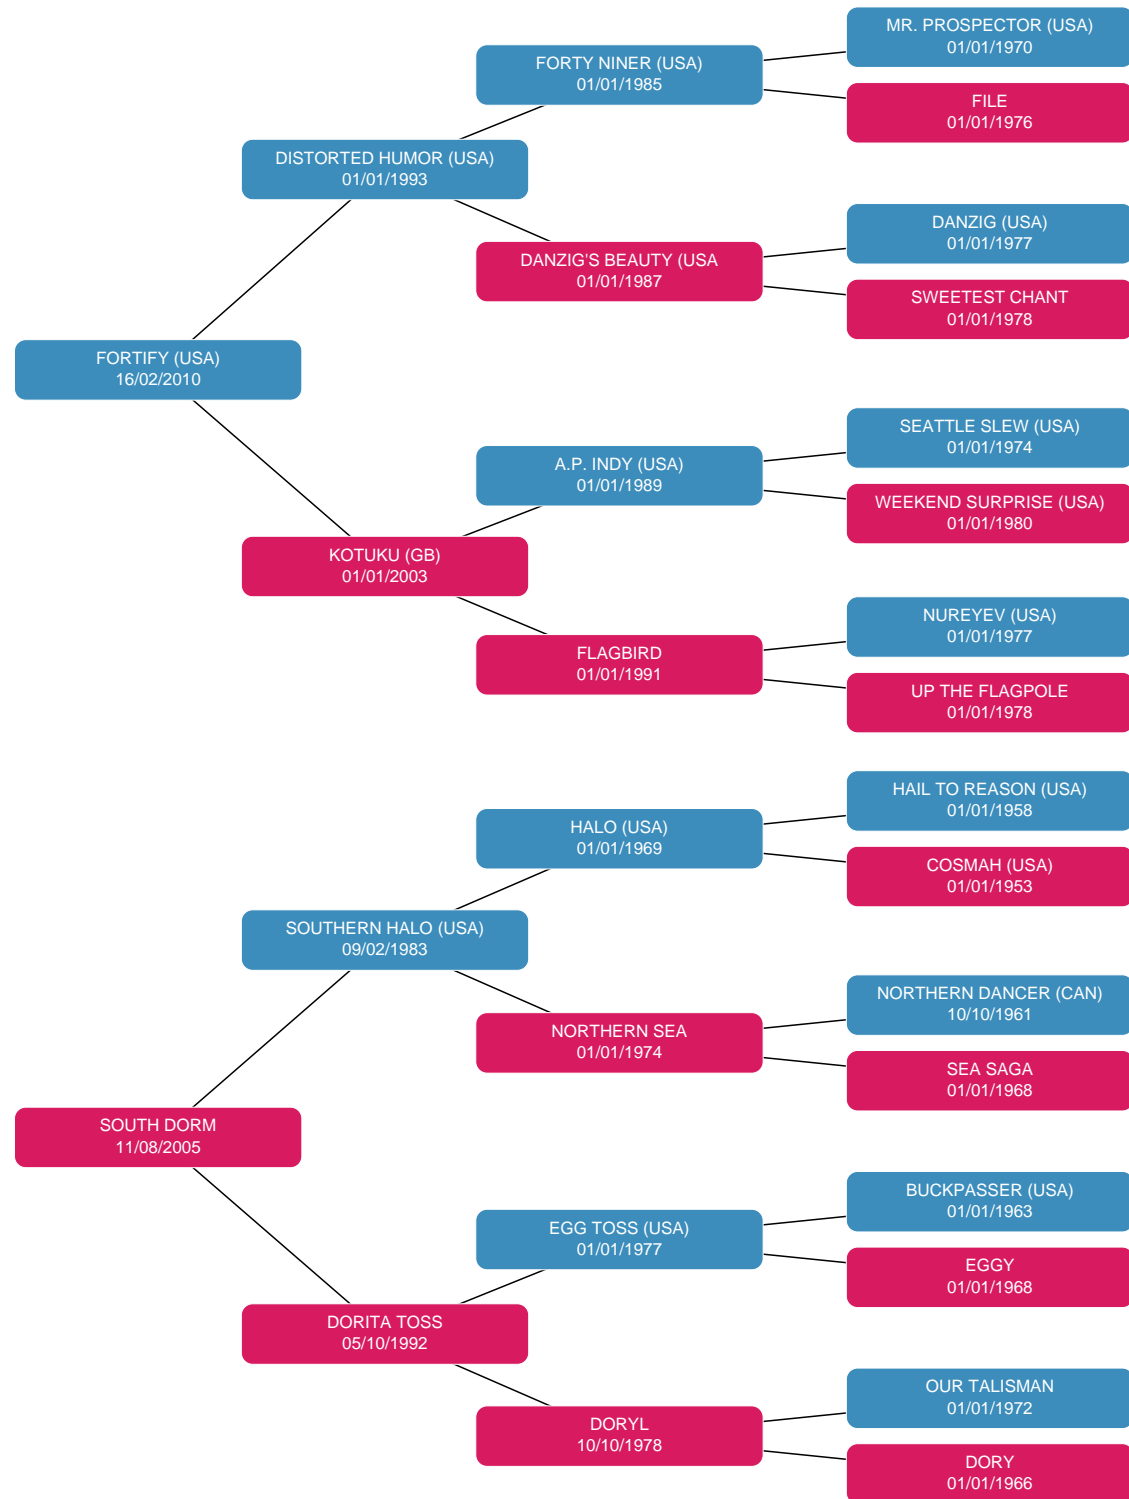 MR. PROSPECTOR (USA)
01/01/1970
FORTY NINER (USA)
01/01/1985
FILE
01/01/1976
DISTORTED HUMOR (USA)
01/01/1993
DANZIG (USA)
01/01/1977
DANZIG'S BEAUTY (USA
01/01/1987
SWEETEST CHANT
01/01/1978
FORTIFY (USA)
16/02/2010
SEATTLE SLEW (USA)
01/01/1974
A.P. INDY (USA)
01/01/1989
WEEKEND SURPRISE (USA)
01/01/1980
KOTUKU (GB)
01/01/2003
NUREYEV (USA)
01/01/1977
FLAGBIRD
01/01/1991
UP THE FLAGPOLE
01/01/1978
HAIL TO REASON (USA)
01/01/1958
HALO (USA)
01/01/1969
COSMAH (USA)
01/01/1953
SOUTHERN HALO (USA)
09/02/1983
NORTHERN DANCER (CAN)
10/10/1961
NORTHERN SEA
01/01/1974
SEA SAGA
01/01/1968
SOUTH DORM
11/08/2005
BUCKPASSER (USA)
01/01/1963
EGG TOSS (USA)
01/01/1977
EGGY
01/01/1968
DORITA TOSS
05/10/1992
OUR TALISMAN
01/01/1972
DORYL
10/10/1978
DORY
01/01/1966